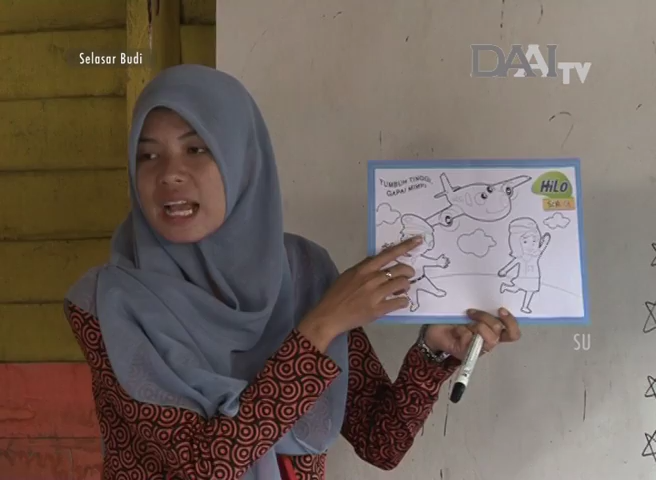 Selasar Budi
DAAI TV
TUMBUH TINGGI,
GAPAI MIMPI
HiLo
SU